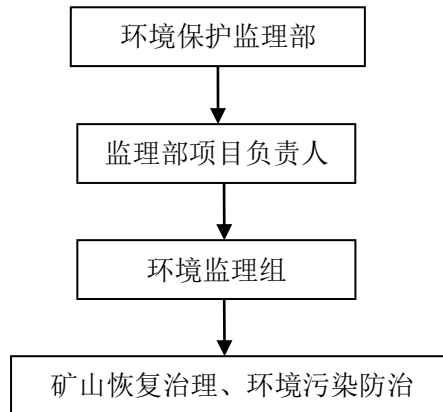 环境保护监理部
监理部项目负责人
环境监理组
矿山恢复治理、环境污染防治